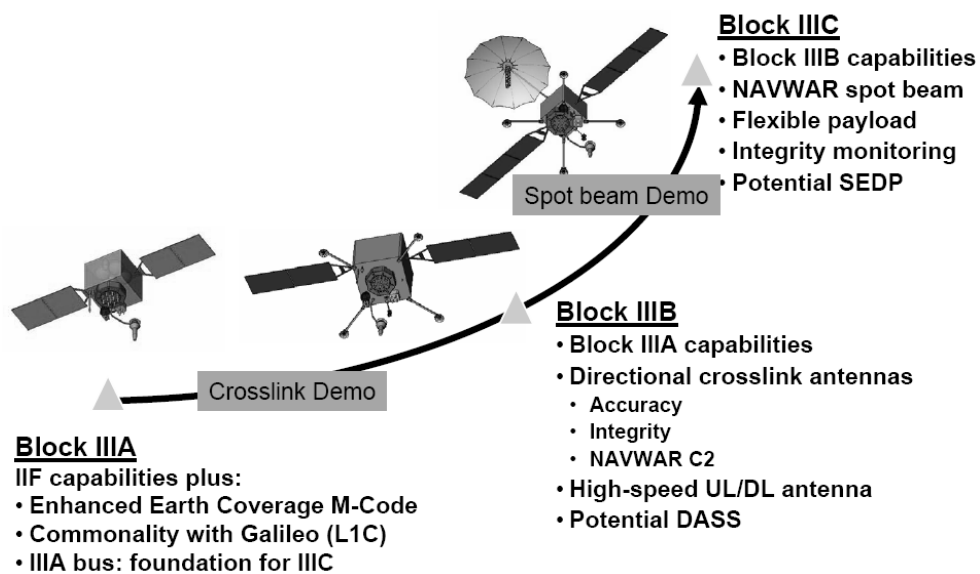 Block IIIC
• Block IIIB capabilities
• NAVWAR spot beam
• Flexible payload
• Integrity monitoring
• Potential SEDP
Spot beam Demo
Block IIIB
• Block IIIA capabilities
• Directional crosslink antennas
• Accuracy
• Integrity
• NAVWAR C2
• High-speed UL/DL antenna
• Potential DASS
Crosslink Demo
Block IIIA
IIF capabilities plus:
• Enhanced Earth Coverage M-Code
• Commonality with Galileo (L1C)
• IIIA bus: foundation for IIIC